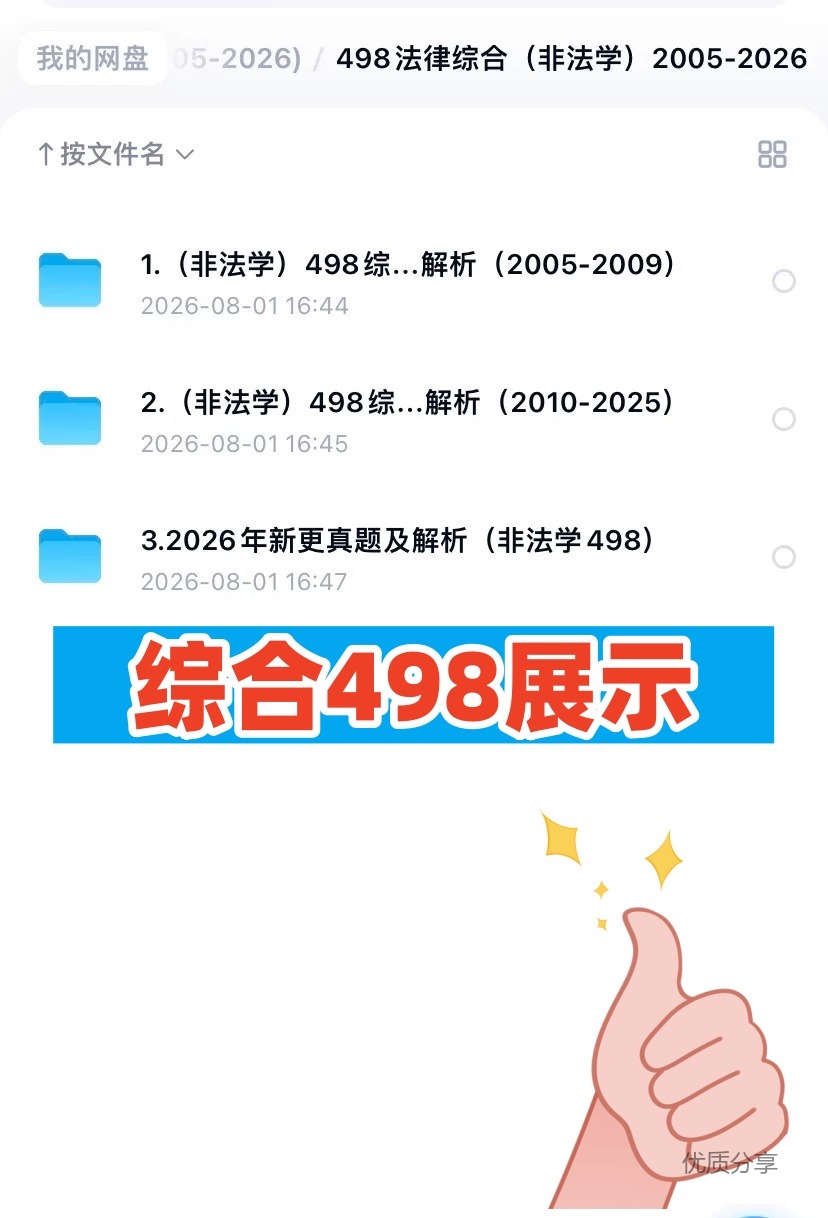 我的网盘 05-2026) / 498法律综合（非法学）2005-2026
↑按文件名
1.（非法学）498综...解析（2005-2009）
2026-08-01 16:44
2.（非法学）498综...解析（2010-2025）
2026-08-01 16:45
3.2026年新更真题及解析（非法学498）
2026-08-01 16:47
综合498展示
优质分享